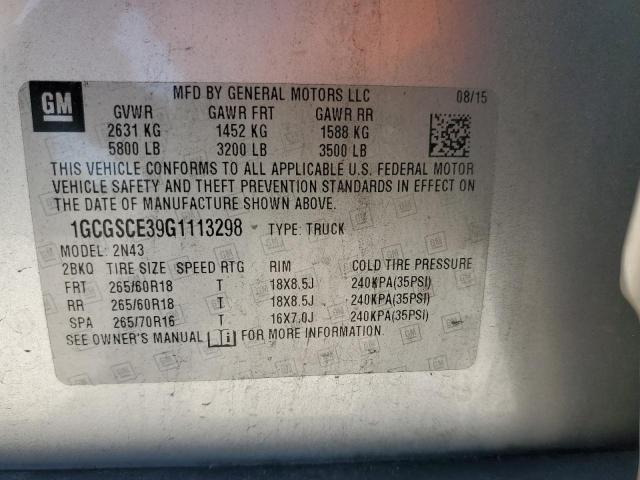 GM
MFD BY GENERAL MOTORS LLC 08/15
GVWR GAWR FRT GAWR RR
2631 KG 1452 KG 1588 KG
5800 LB 3200 LB 3500 LB
THIS VEHICLE CONFORMS TO ALL APPLICABLE U.S. FEDERAL MOTOR
VEHICLE SAFETY AND THEFT PREVENTION STANDARDS IN EFFECT ON
THE DATE OF MANUFACTURE SHOWN ABOVE.
1GCGSCE39G1113298 TYPE: TRUCK
MODEL: 2N43
2BKQ TIRE SIZE SPEED RTG RIM COLD TIRE PRESSURE
FRT 265/60R18 T 18X8.5J 240KPA(35PSI)
RR 265/60R18 T 18X8.5J 240KPA(35PSI)
SPA 265/70R16 T 16X7.0J 240KPA(35PSI)
SEE OWNER'S MANUAL FOR MORE INFORMATION.